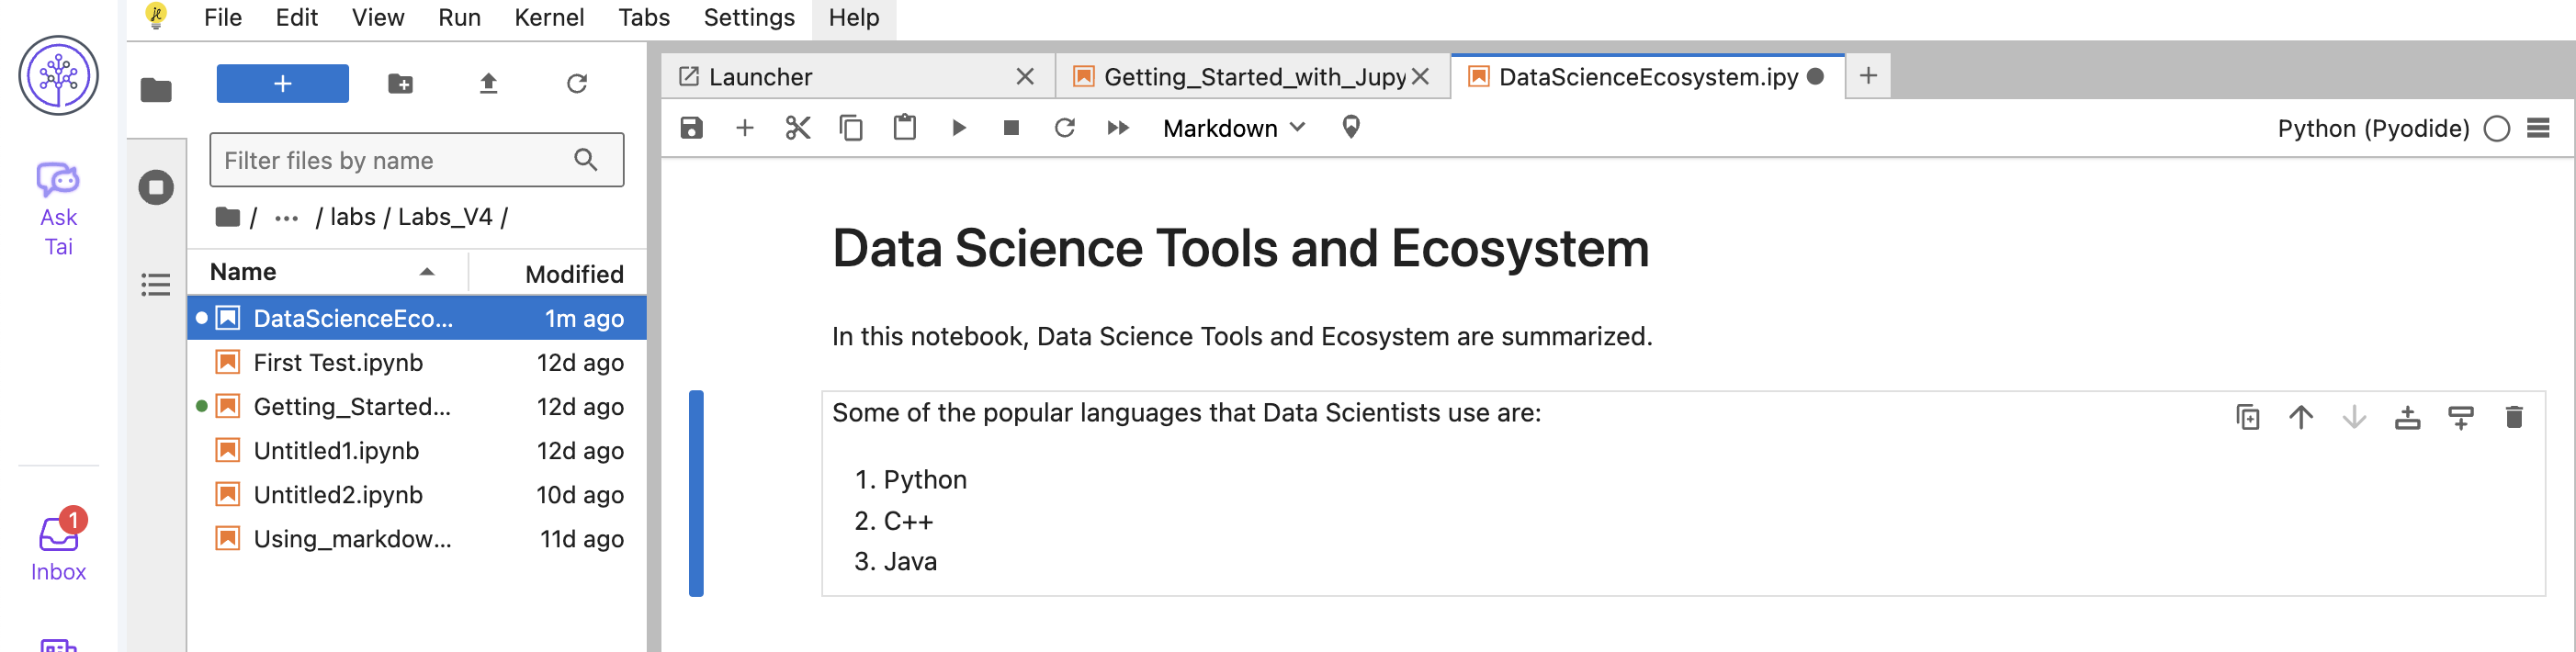 File Edit View Run Kernel Tabs Settings Help
Ask
Tai
1
Inbox
Filter files by name
/ ... / labs / Labs_V4 /
Name Modified
DataScienceEco... 1m ago
First Test.ipynb 12d ago
Getting_Started... 12d ago
Untitled1.ipynb 12d ago
Untitled2.ipynb 10d ago
Using_markdow... 11d ago
Launcher Getting_Started_with_Jupy DataScienceEcosystem.ipy
Markdown Python (Pyodide)
Data Science Tools and Ecosystem
In this notebook, Data Science Tools and Ecosystem are summarized.
Some of the popular languages that Data Scientists use are:
1. Python
2. C++
3. Java